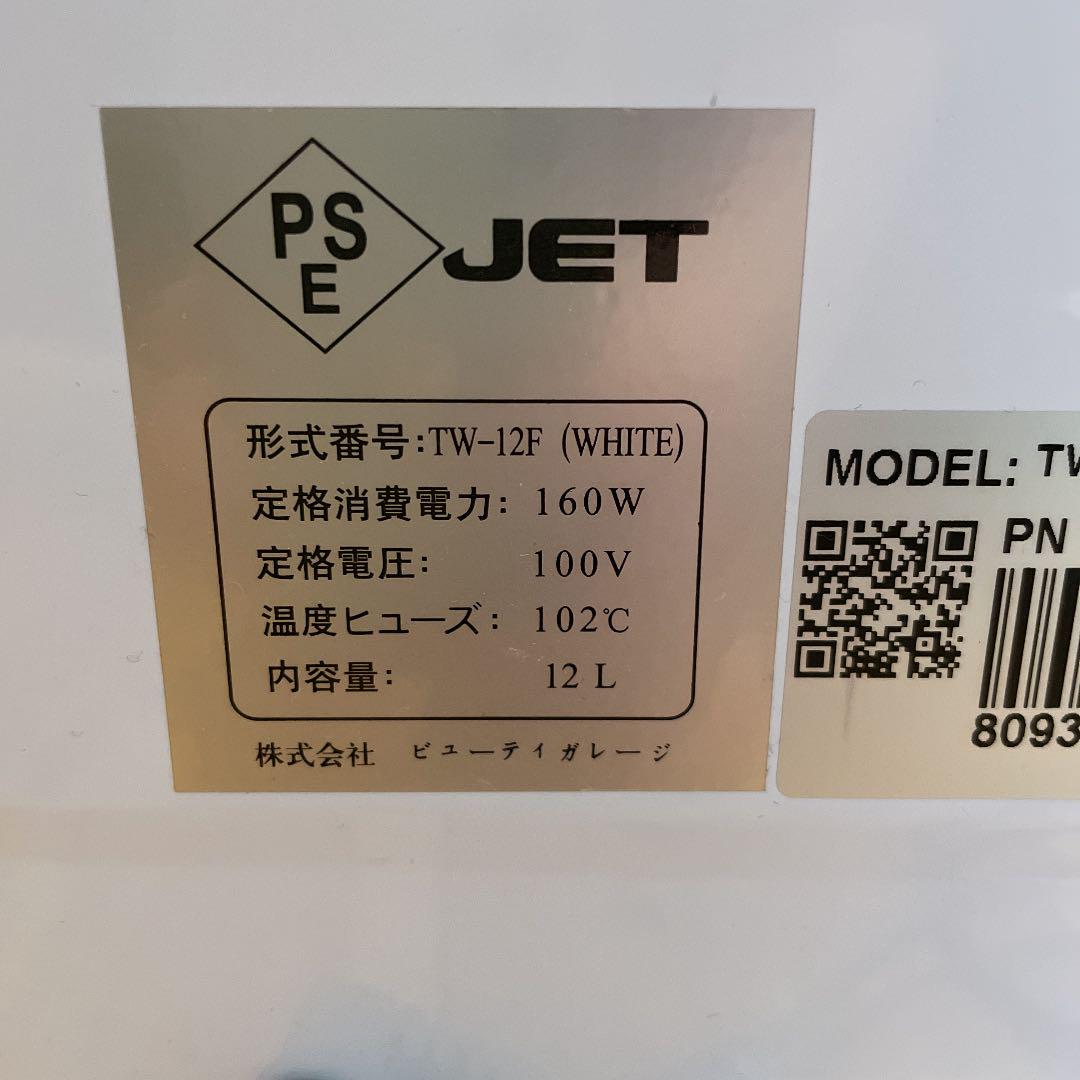 PS
E
JET
形式番号:TW-12F (WHITE)
定格消費電力: 160W
定格電圧: 100V
温度ヒューズ: 102℃
内容量: 12 L
株式会社 ビューティガレージ
MODEL: TW
PN
8093